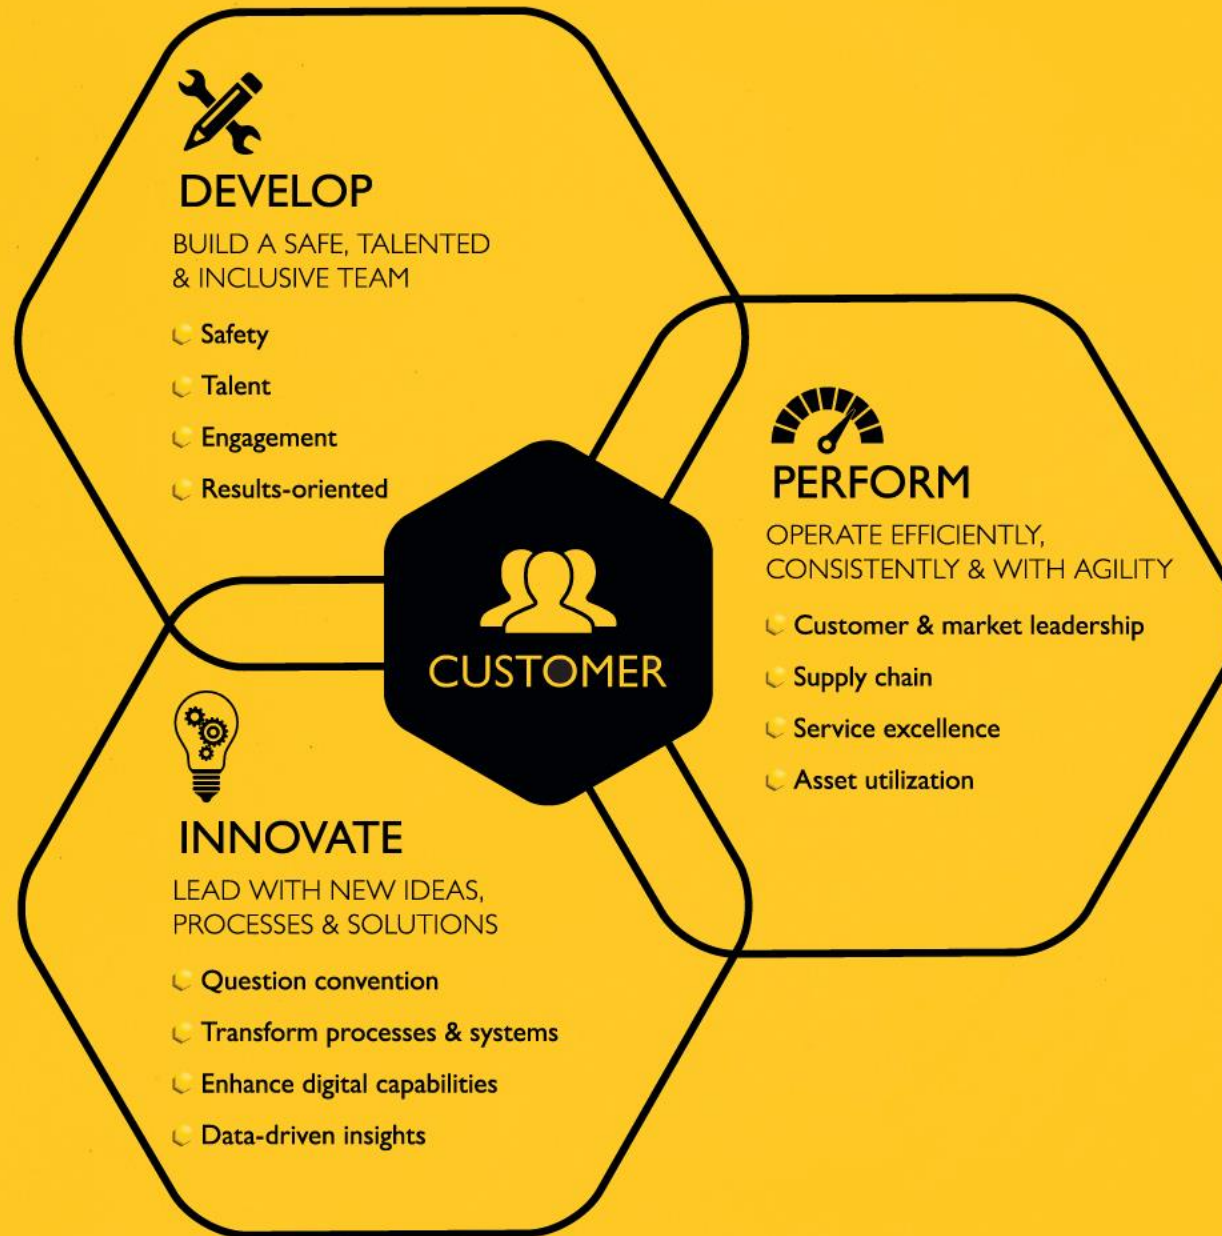 DEVELOP
BUILD A SAFE, TALENTED
& INCLUSIVE TEAM
Safety
Talent
Engagement
Results-oriented
PERFORM
OPERATE EFFICIENTLY,
CONSISTENTLY & WITH AGILITY
Customer & market leadership
Supply chain
Service excellence
Asset utilization
CUSTOMER
INNOVATE
LEAD WITH NEW IDEAS,
PROCESSES & SOLUTIONS
Question convention
Transform processes & systems
Enhance digital capabilities
Data-driven insights